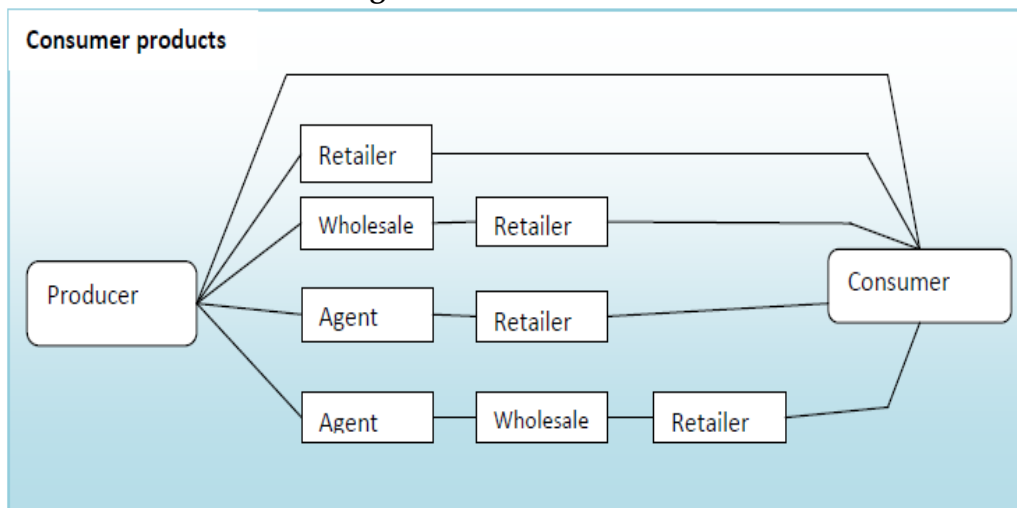 Consumer products
Retailer
Wholesale
Retailer
Producer
Consumer
Agent
Retailer
Agent
Wholesale
Retailer